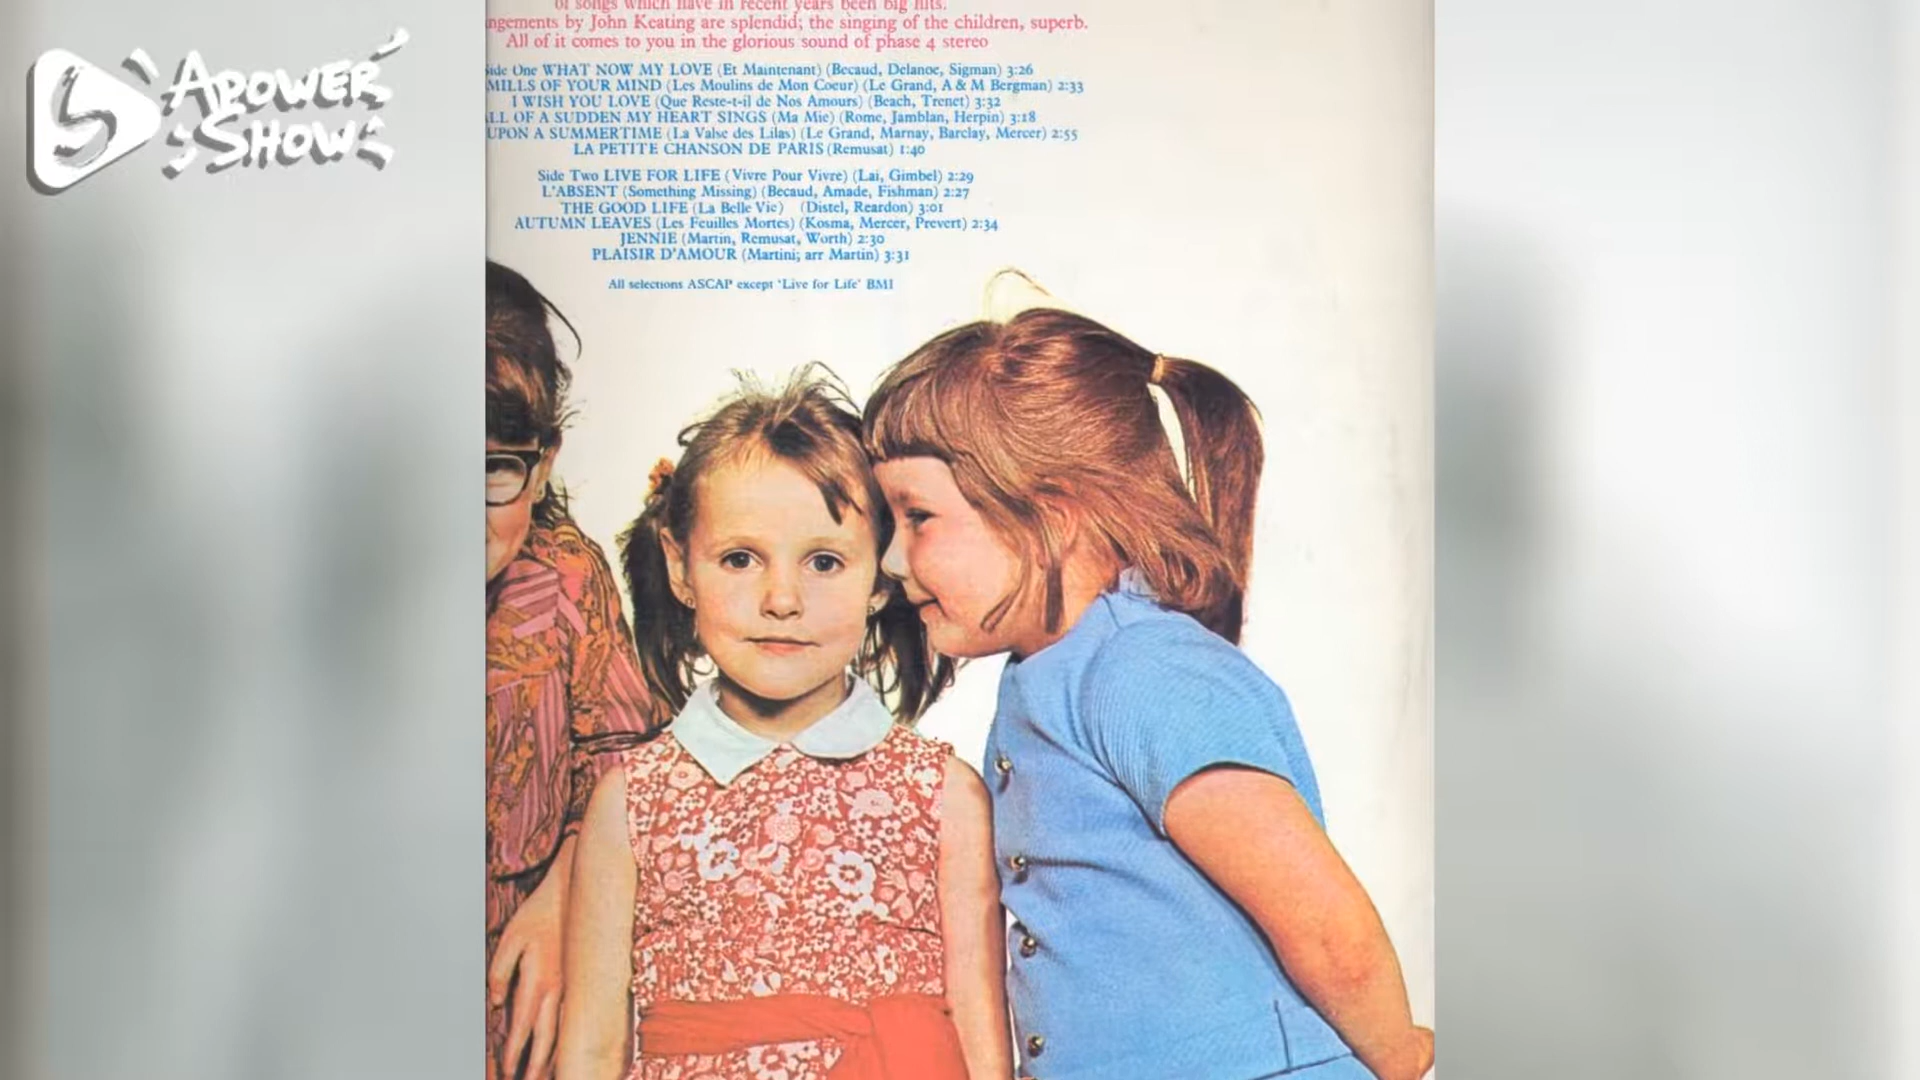 APOWER
SHOW
of songs which have in recent years been big hits.
ngements by John Keating are splendid; the singing of the children, superb.
All of it comes to you in the glorious sound of phase 4 stereo
ide One WHAT NOW MY LOVE (Et Maintenant) (Becaud, Delanoe, Sigman) 3:26
MILLS OF YOUR MIND (Les Moulins de Mon Coeur) (Le Grand, A & M Bergman) 2:33
I WISH YOU LOVE (Que Reste-t-il de Nos Amours) (Beach, Trenet) 3:32
LL OF A SUDDEN MY HEART SINGS (Ma Mie) (Rome, Jamblan, Herpin) 3:18
UPON A SUMMERTIME (La Valse des Lilas) (Le Grand, Marnay, Barclay, Mercer) 2:55
LA PETITE CHANSON DE PARIS (Remusat) 1:40
Side Two LIVE FOR LIFE (Vivre Pour Vivre) (Lai, Gimbel) 2:29
L'ABSENT (Something Missing) (Becaud, Amade, Fishman) 2:27
THE GOOD LIFE (La Belle Vie) (Distel, Reardon) 3:01
AUTUMN LEAVES (Les Feuilles Mortes) (Kosma, Mercer, Prevert) 2:34
JENNIE (Martin, Remusat, Worth) 2:30
PLAISIR D'AMOUR (Martini; arr Martin) 3:31
All selections ASCAP except 'Live for Life' BMI